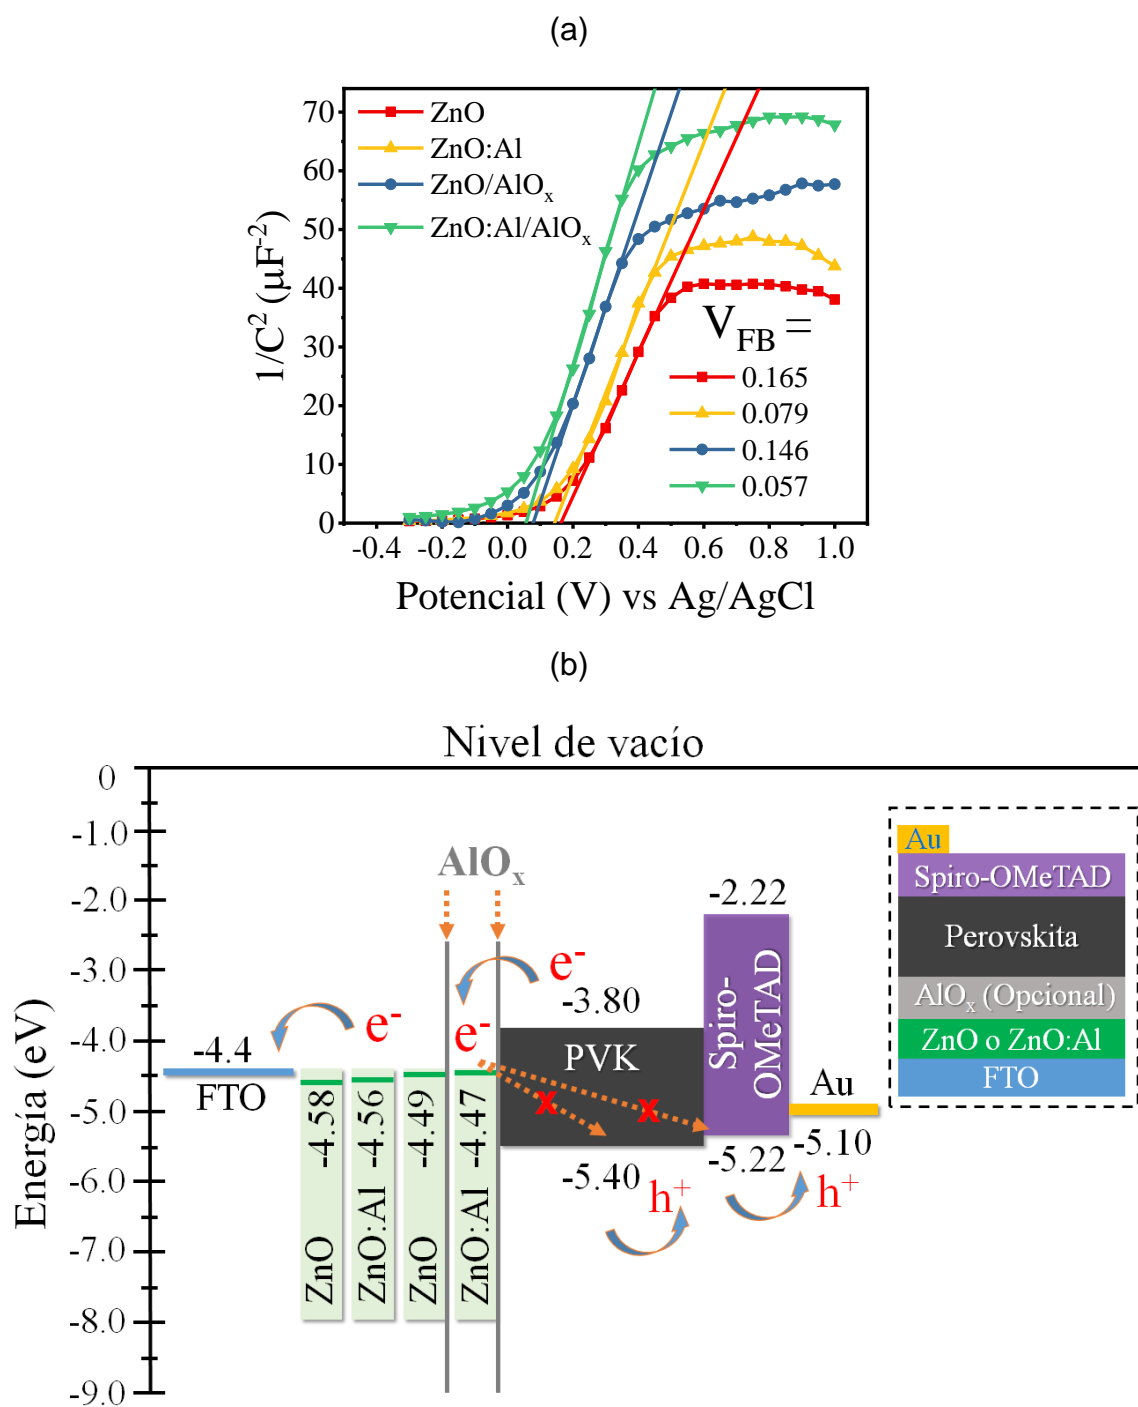 (a)
1/C² (μF⁻²)
70
60
50
40
30
20
10
0
ZnO
ZnO:Al
ZnO/AlOₓ
ZnO:Al/AlOₓ
V_FB =
0.165
0.079
0.146
0.057
-0.4 -0.2 0.0 0.2 0.4 0.6 0.8 1.0
Potencial (V) vs Ag/AgCl
(b)
Nivel de vacío
Energía (eV)
0
-1.0
-2.0
-3.0
-4.0
-5.0
-6.0
-7.0
-8.0
-9.0
AlOₓ
e⁻
e⁻
e⁻
-4.4
FTO
ZnO -4.58
ZnO:Al -4.56
ZnO -4.49
ZnO:Al -4.47
-3.80
PVK
x
x
-5.40
h⁺
-2.22
Spiro-
OMeTAD
-5.22
h⁺
Au
-5.10
Au
Spiro-OMeTAD
Perovskita
AlOₓ (Opcional)
ZnO o ZnO:Al
FTO